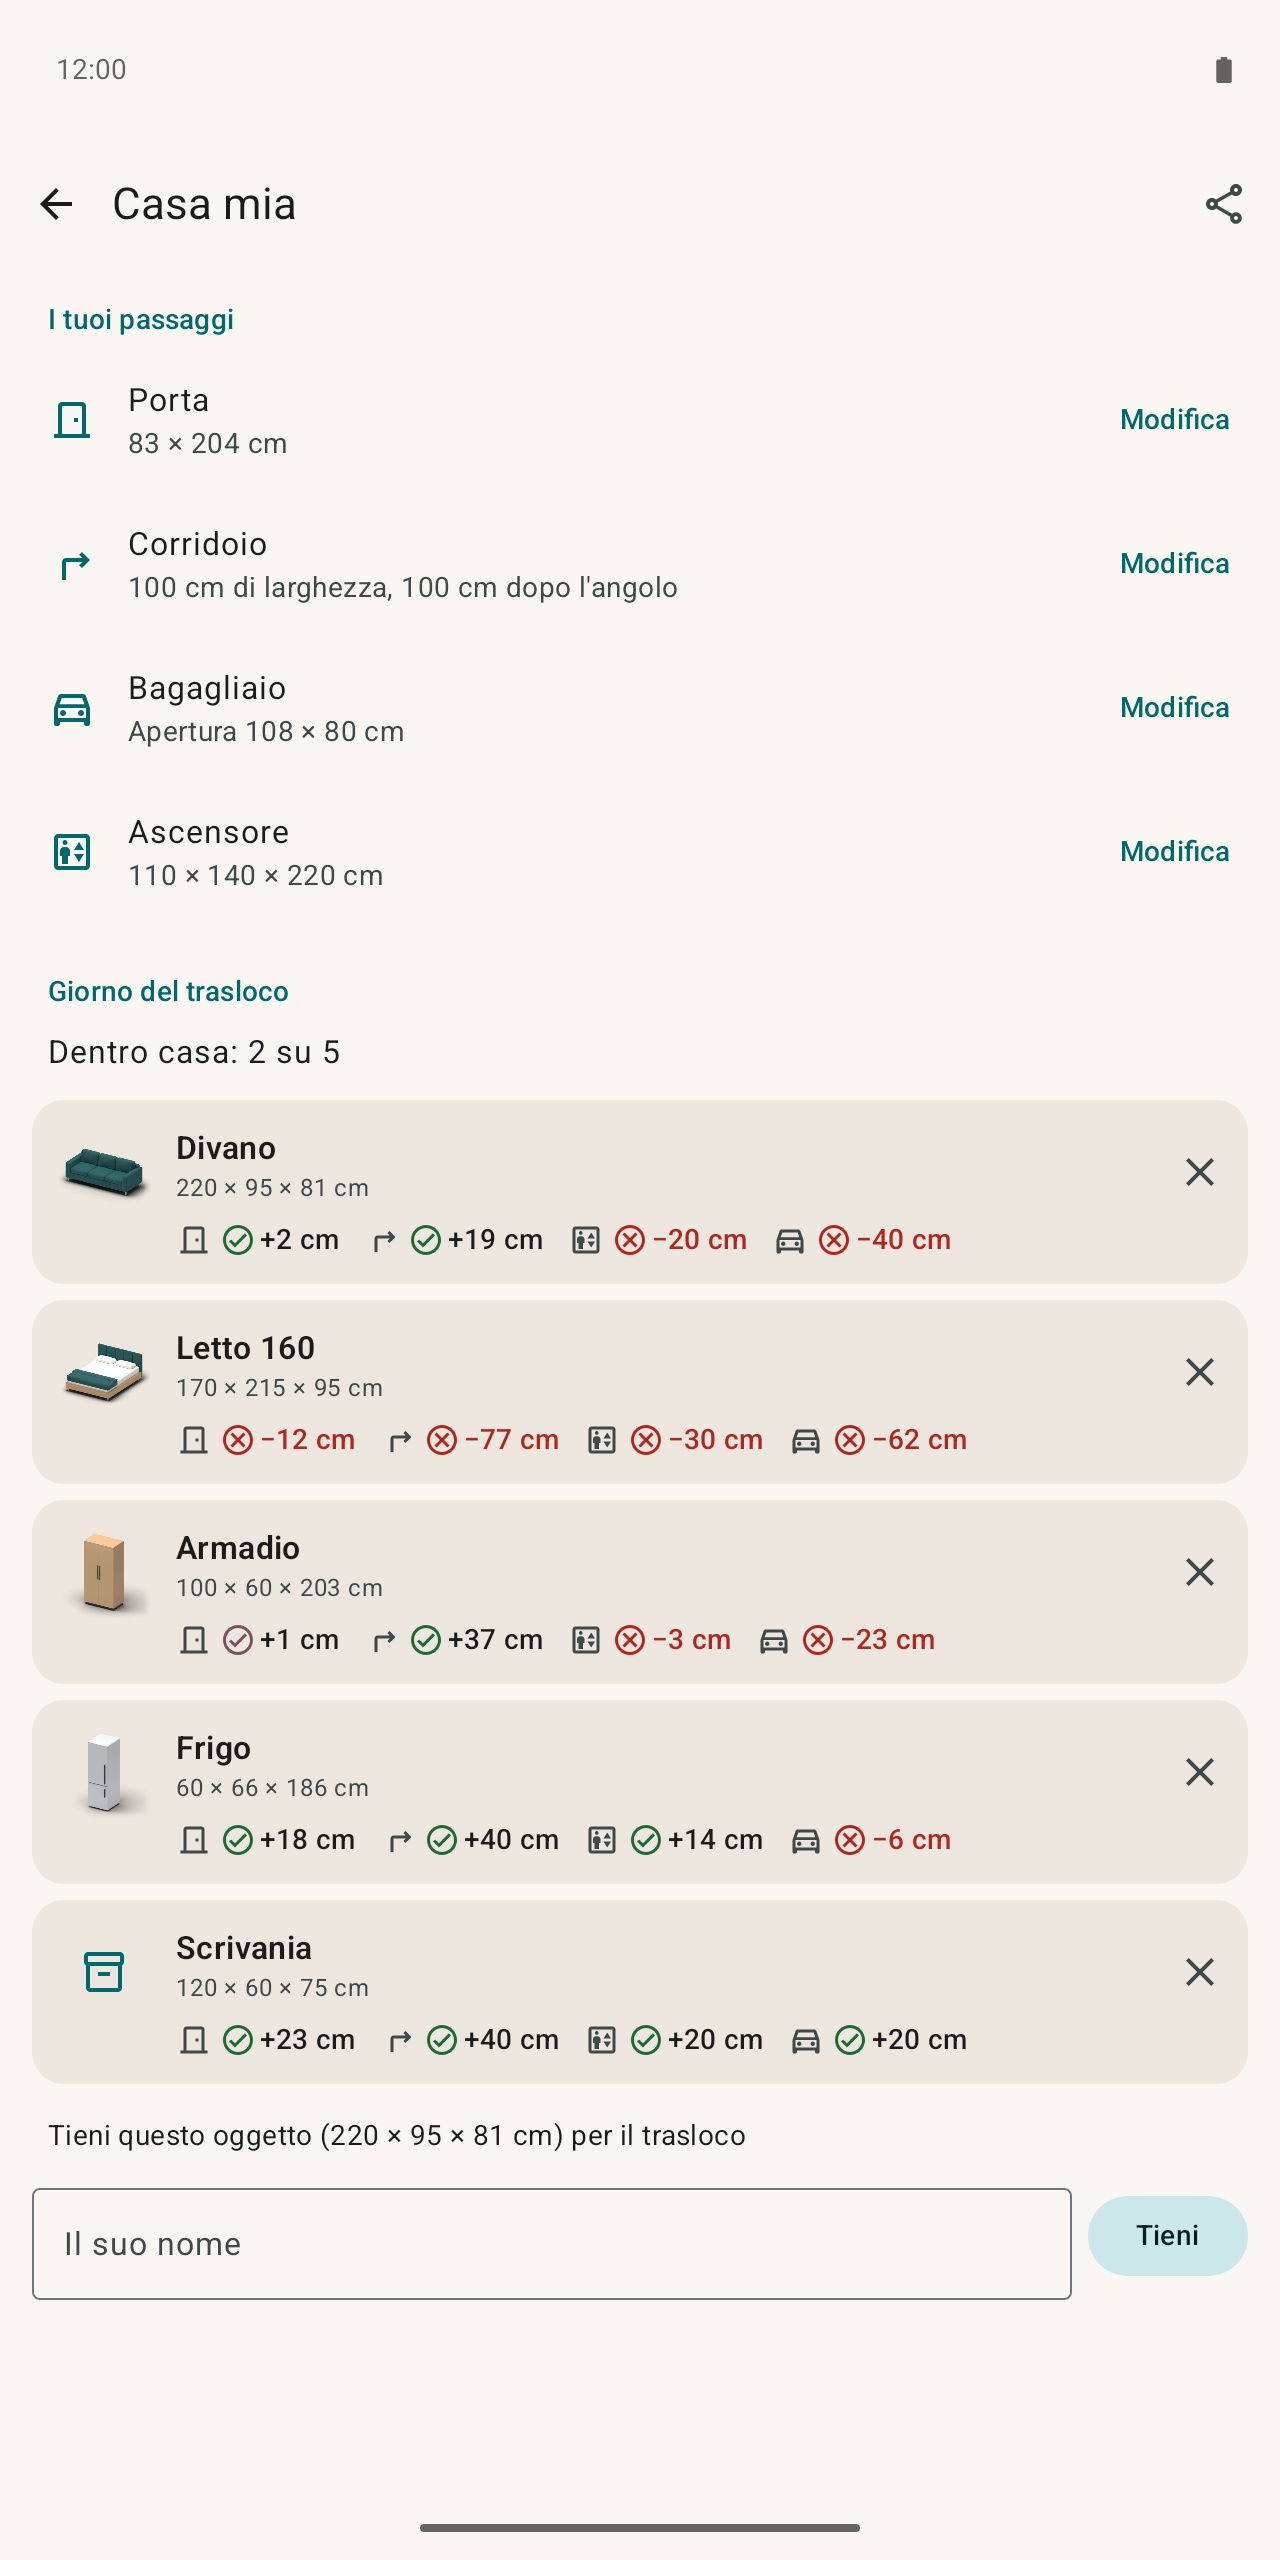 12:00
Casa mia
I tuoi passaggi
Porta
83 × 204 cm
Modifica
Corridoio
100 cm di larghezza, 100 cm dopo l'angolo
Modifica
Bagagliaio
Apertura 108 × 80 cm
Modifica
Ascensore
110 × 140 × 220 cm
Modifica
Giorno del trasloco
Dentro casa: 2 su 5
Divano
220 × 95 × 81 cm
+2 cm +19 cm −20 cm −40 cm
Letto 160
170 × 215 × 95 cm
−12 cm −77 cm −30 cm −62 cm
Armadio
100 × 60 × 203 cm
+1 cm +37 cm −3 cm −23 cm
Frigo
60 × 66 × 186 cm
+18 cm +40 cm +14 cm −6 cm
Scrivania
120 × 60 × 75 cm
+23 cm +40 cm +20 cm +20 cm
Tieni questo oggetto (220 × 95 × 81 cm) per il trasloco
Il suo nome
Tieni